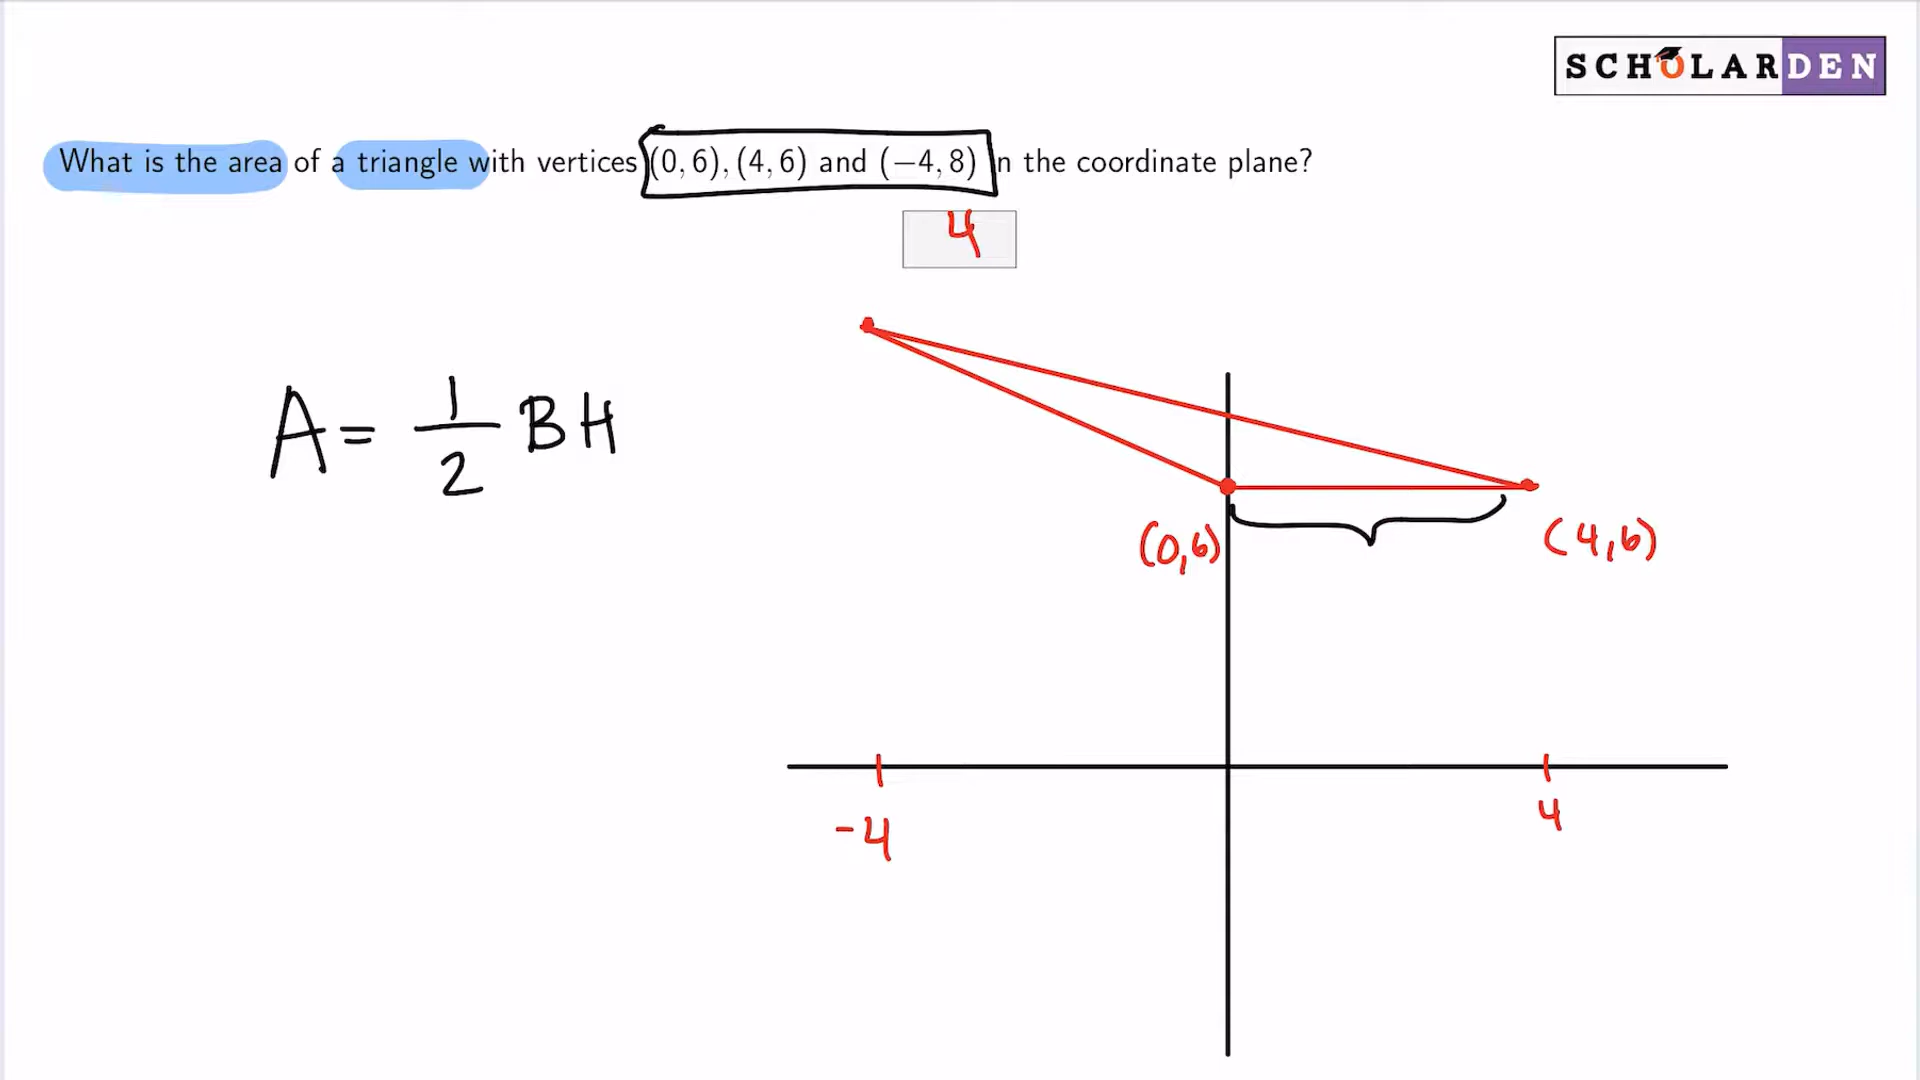 SCHOLARDEN
What is the area of a triangle with vertices (0, 6), (4, 6) and (−4, 8) n the coordinate plane?
4
A = 1/2 BH
(0,6)
(4,6)
-4
4